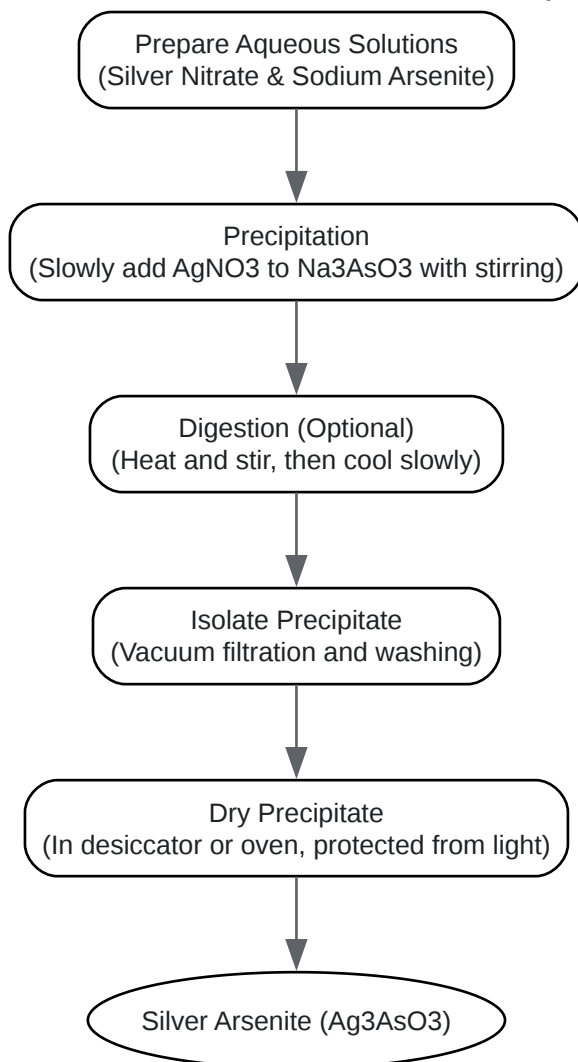 Prepare Aqueous Solutions
(Silver Nitrate & Sodium Arsenite)
Precipitation
(Slowly add AgNO3 to Na3AsO3 with stirring)
Digestion (Optional)
(Heat and stir, then cool slowly)
Isolate Precipitate
(Vacuum filtration and washing)
Dry Precipitate
(In desiccator or oven, protected from light)
Silver Arsenite (Ag3AsO3)